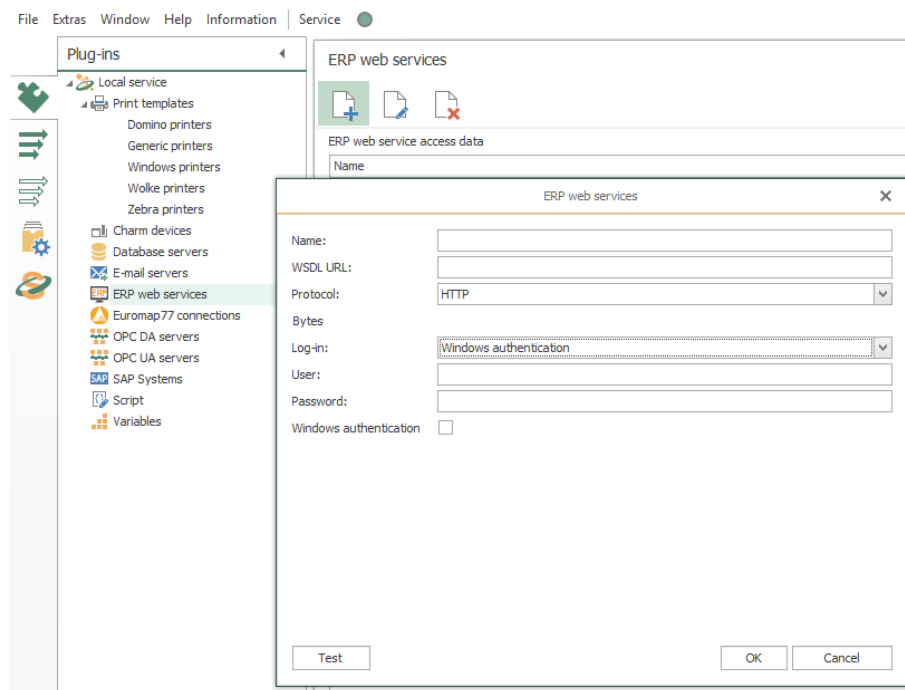 File Extras Window Help Information Service
Plug-ins
Local service
Print templates
Domino printers
Generic printers
Windows printers
Wolke printers
Zebra printers
Charm devices
Database servers
E-mail servers
ERP ERP web services
Euromap77 connections
OPC DA servers
OPC UA servers
SAP SAP Systems
Script
Variables
ERP web services
ERP web service access data
Name
ERP web services
Name:
WSDL URL:
Protocol: HTTP
Bytes
Log-in: Windows authentication
User:
Password:
Windows authentication
Test OK Cancel